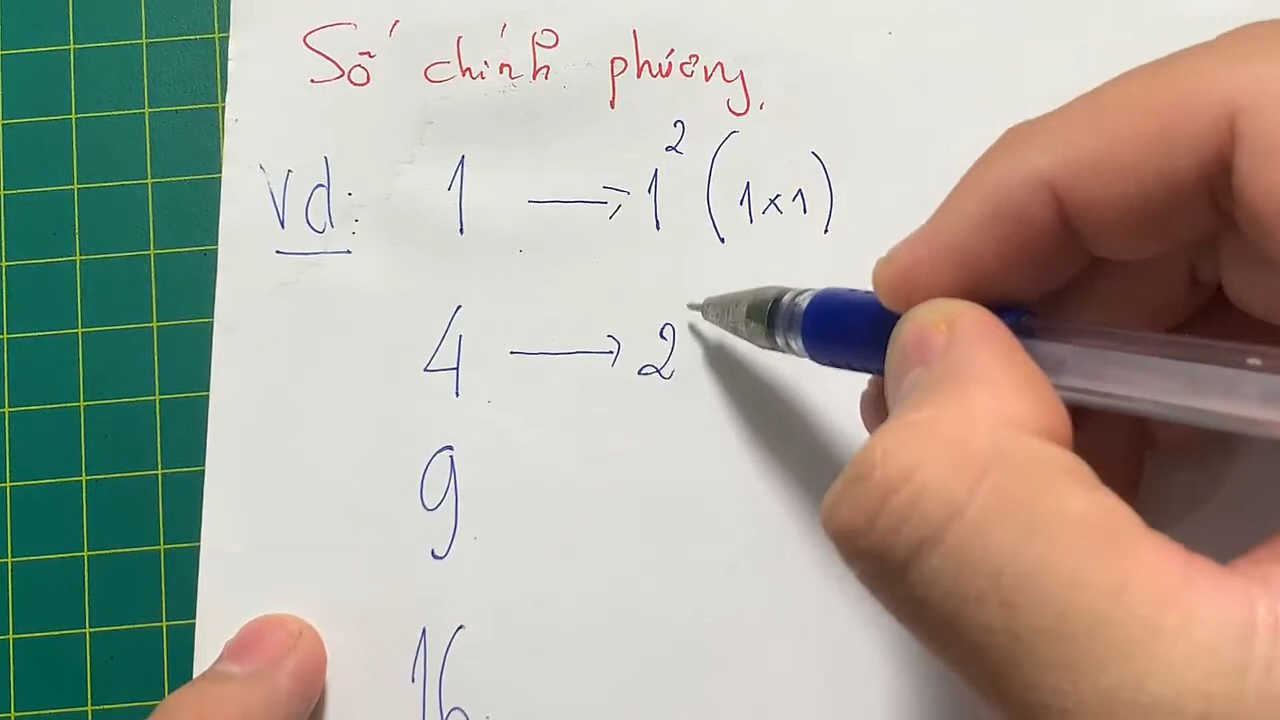 Số chính phương.
Vd: 1 → 1² (1×1)
4 → 2
9
16